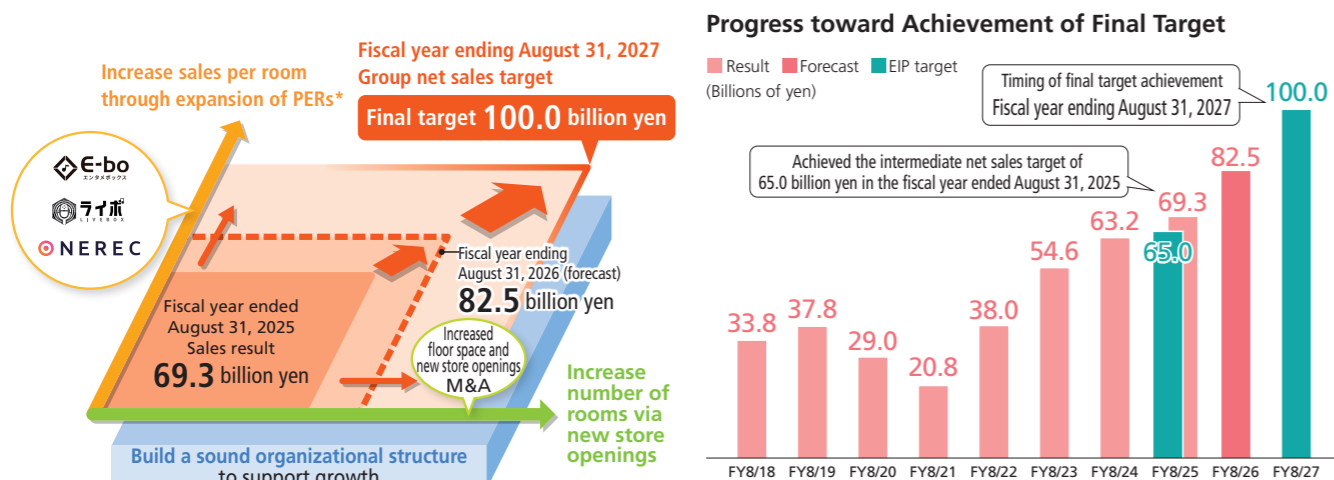 Increase sales per room
through expansion of PERs*
E-bo
エンタメボックス
ライボ
LIVEBOX
ONEREC
Fiscal year ending August 31, 2027
Group net sales target
Final target 100.0 billion yen
Fiscal year ending
August 31, 2026 (forecast)
82.5 billion yen
Fiscal year ended
August 31, 2025
Sales result
69.3 billion yen
Increased
floor space and
new store openings
M&A
Increase
number of
rooms via
new store
openings
Build a sound organizational structure
to support growth
Progress toward Achievement of Final Target
Result Forecast EIP target
(Billions of yen)
Timing of final target achievement
Fiscal year ending August 31, 2027
Achieved the intermediate net sales target of
65.0 billion yen in the fiscal year ended August 31, 2025
33.8
37.8
29.0
20.8
38.0
54.6
63.2
65.0
69.3
82.5
100.0
FY8/18 FY8/19 FY8/20 FY8/21 FY8/22 FY8/23 FY8/24 FY8/25 FY8/26 FY8/27